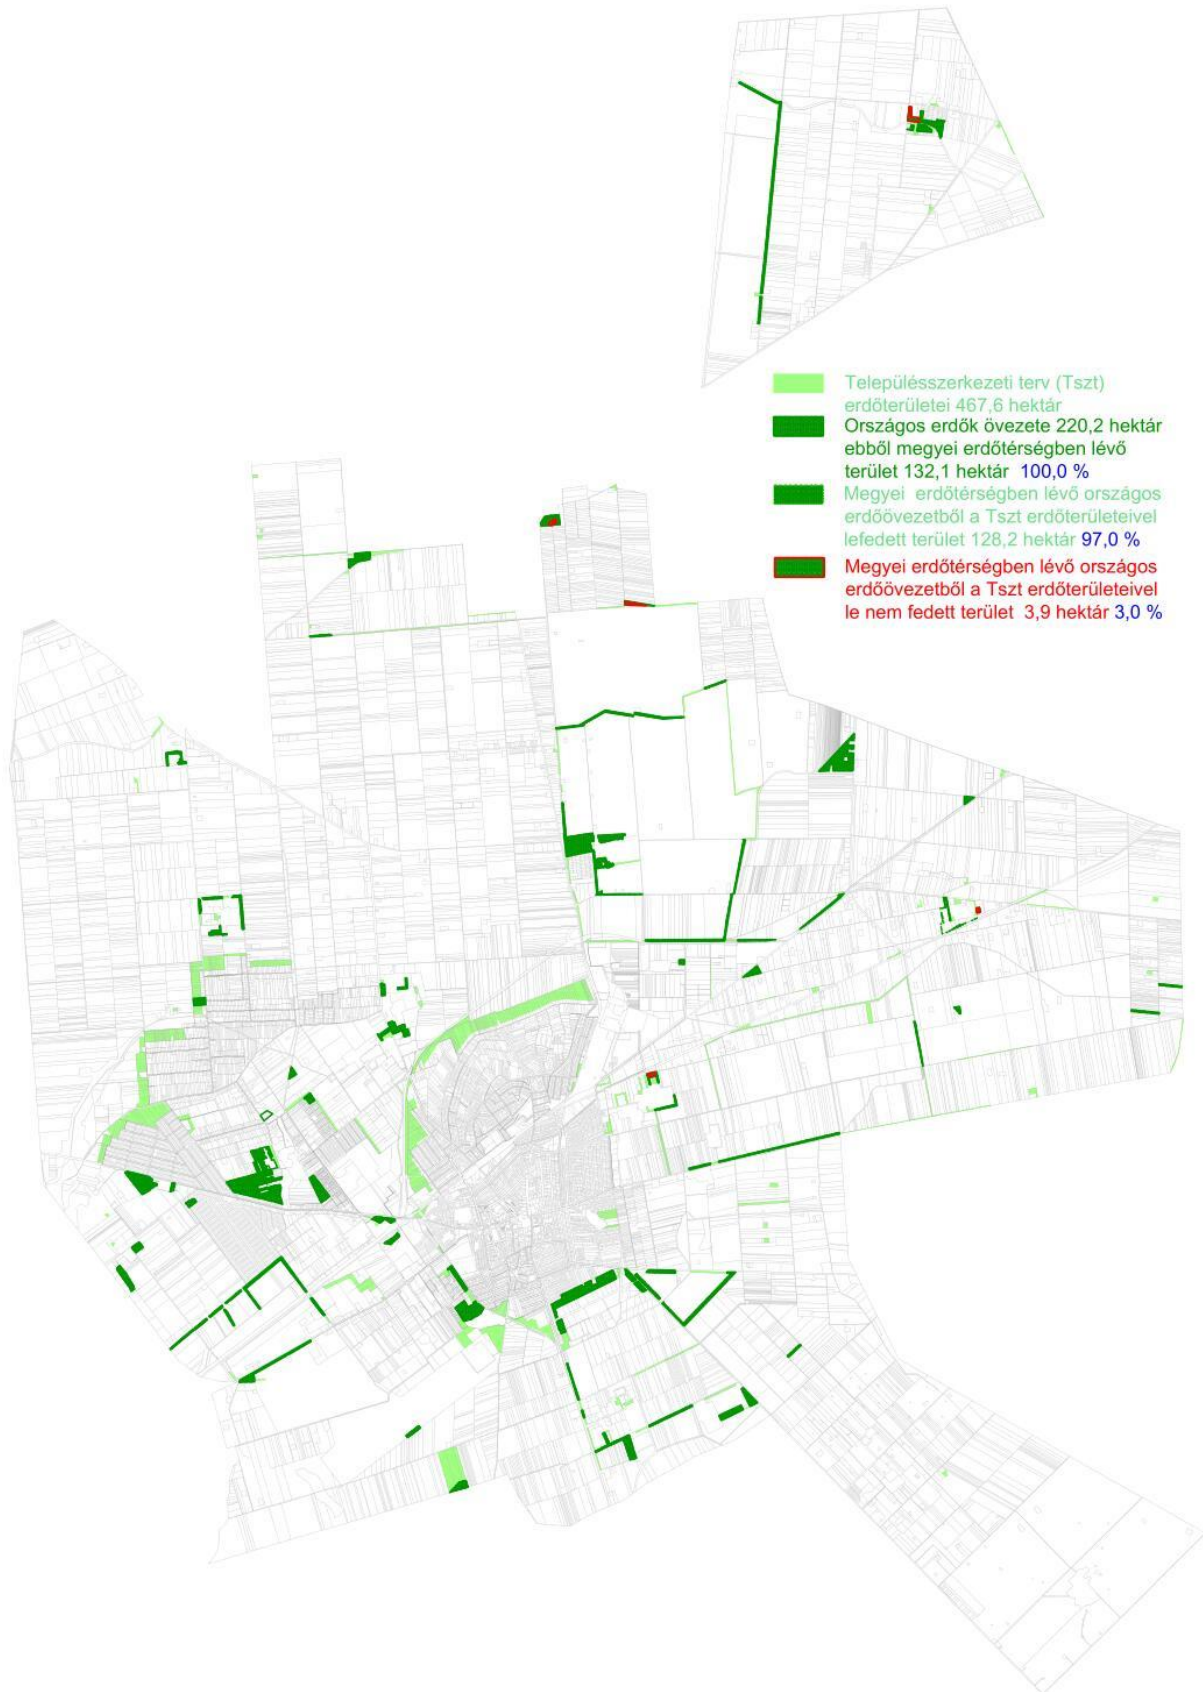 Településszerkezeti terv (Tszt)
erdőterületei 467,6 hektár
Országos erdők övezete 220,2 hektár
ebből megyei erdőtérségben lévő
terület 132,1 hektár 100,0 %
Megyei erdőtérségben lévő országos
erdőövezetből a Tszt erdőterületeivel
lefedett terület 128,2 hektár 97,0 %
Megyei erdőtérségben lévő országos
erdőövezetből a Tszt erdőterületeivel
le nem fedett terület 3,9 hektár 3,0 %